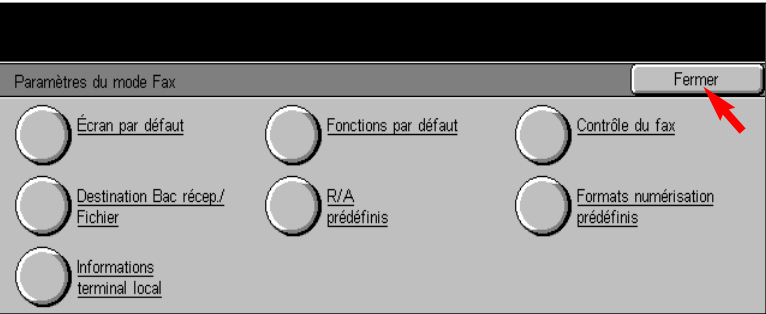 Paramètres du mode Fax
Fermer
Écran par défaut
Fonctions par défaut
Contrôle du fax
Destination Bac récep./
Fichier
R/A
prédéfinis
Formats numérisation
prédéfinis
Informations
terminal local